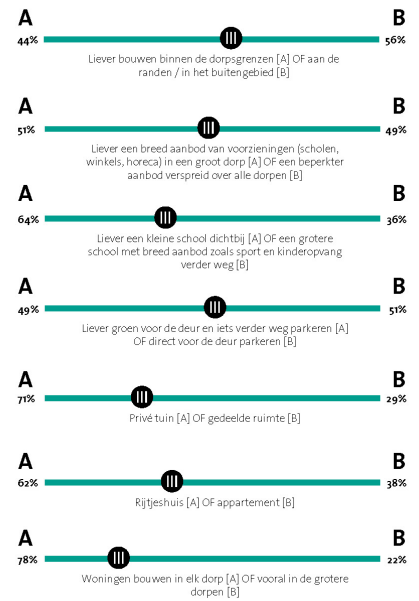 A B
44% 56%
Liever bouwen binnen de dorpsgrenzen [A] OF aan de
randen / in het buitengebied [B]
A B
51% 49%
Liever een breed aanbod van voorzieningen (scholen,
winkels, horeca) in een groot dorp [A] OF een beperkter
aanbod verspreid over alle dorpen [B]
A B
64% 36%
Liever een kleine school dichtbij [A] OF een grotere
school met breed aanbod zoals sport en kinderopvang
verder weg [B]
A B
49% 51%
Liever groen voor de deur en iets verder weg parkeren [A]
OF direct voor de deur parkeren [B]
A B
71% 29%
Privé tuin [A] OF gedeelde ruimte [B]
A B
62% 38%
Rijtjeshuis [A] OF appartement [B]
A B
78% 22%
Woningen bouwen in elk dorp [A] OF vooral in de grotere
dorpen [B]